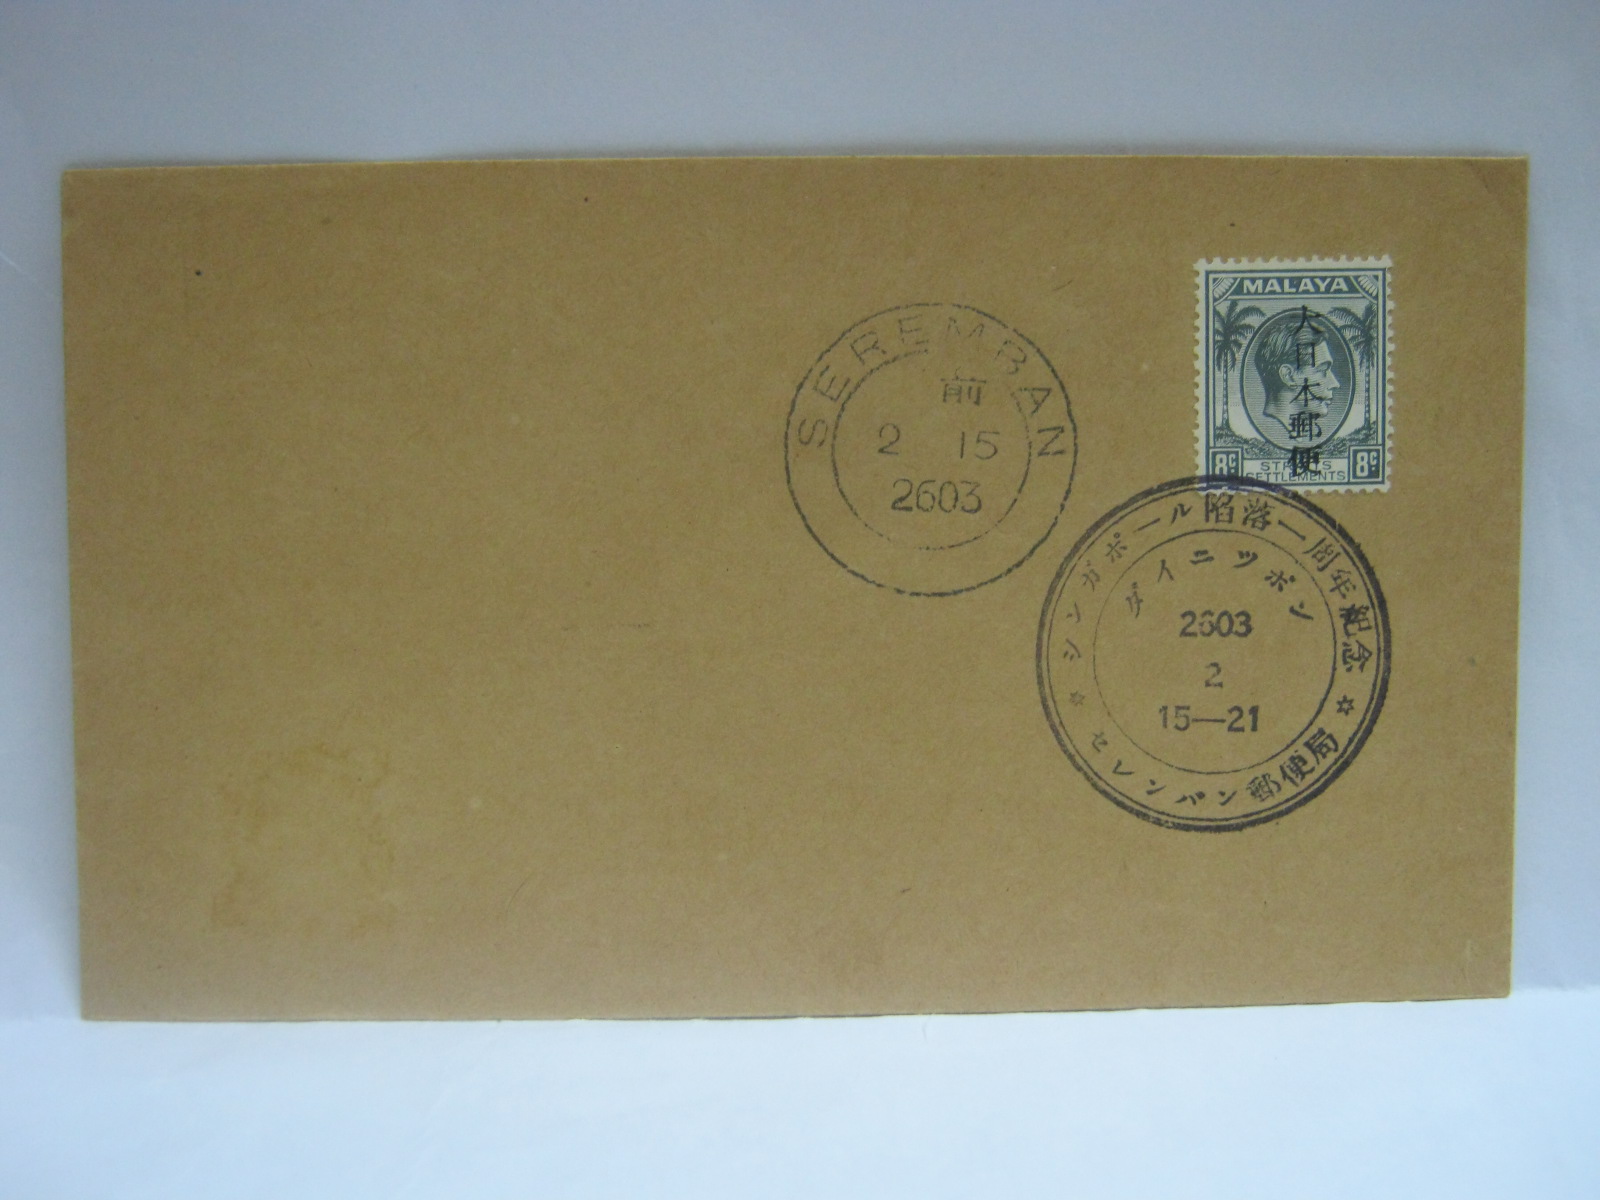 SEREMBAN
前
2 15
2603
MALAYA
大日本郵便
8c 8c
STRAITS
SETTLEMENTS
シンガポール陥落一周年紀念
ダイニッポン
2603
2
15—21
セレンバン郵便局